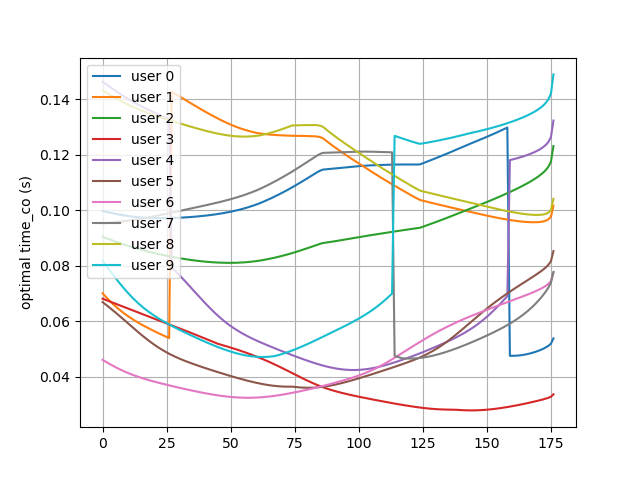 optimal time_co (s)
0.14
0.12
0.10
0.08
0.06
0.04
user 0
user 1
user 2
user 3
user 4
user 5
user 6
user 7
user 8
user 9
0 25 50 75 100 125 150 175